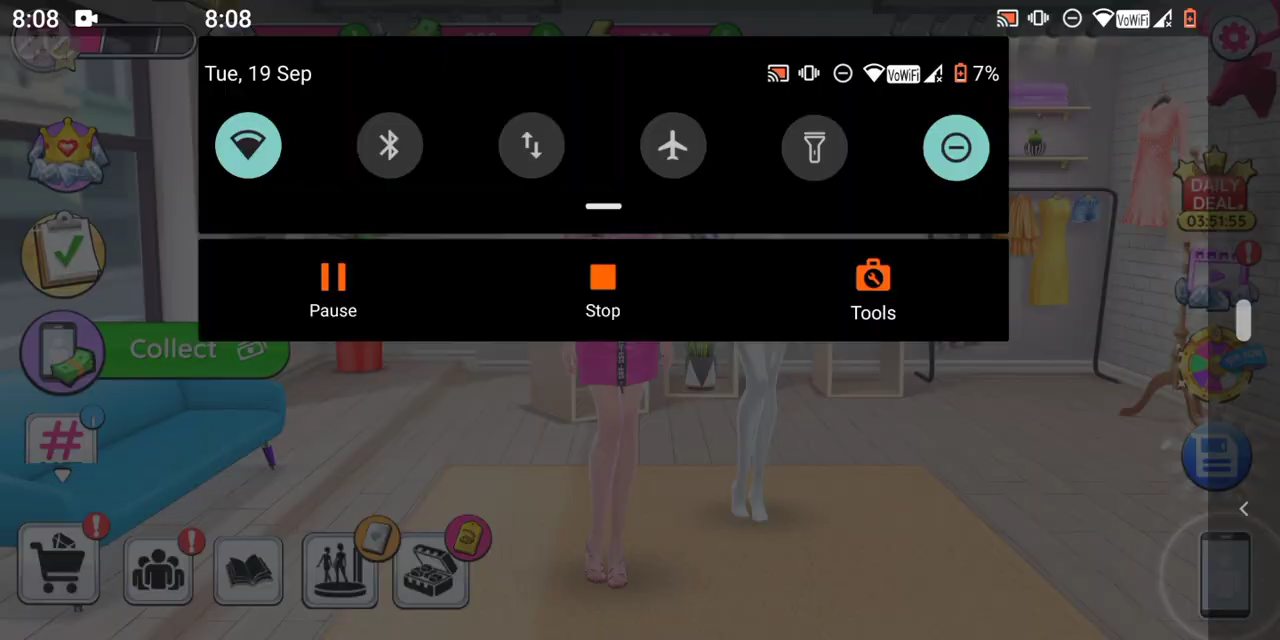 8:08
8:08
VoWiFi
Tue, 19 Sep
VoWiFi
7%
Pause
Stop
Tools
Collect
#
DAILY
DEAL
03:51:55